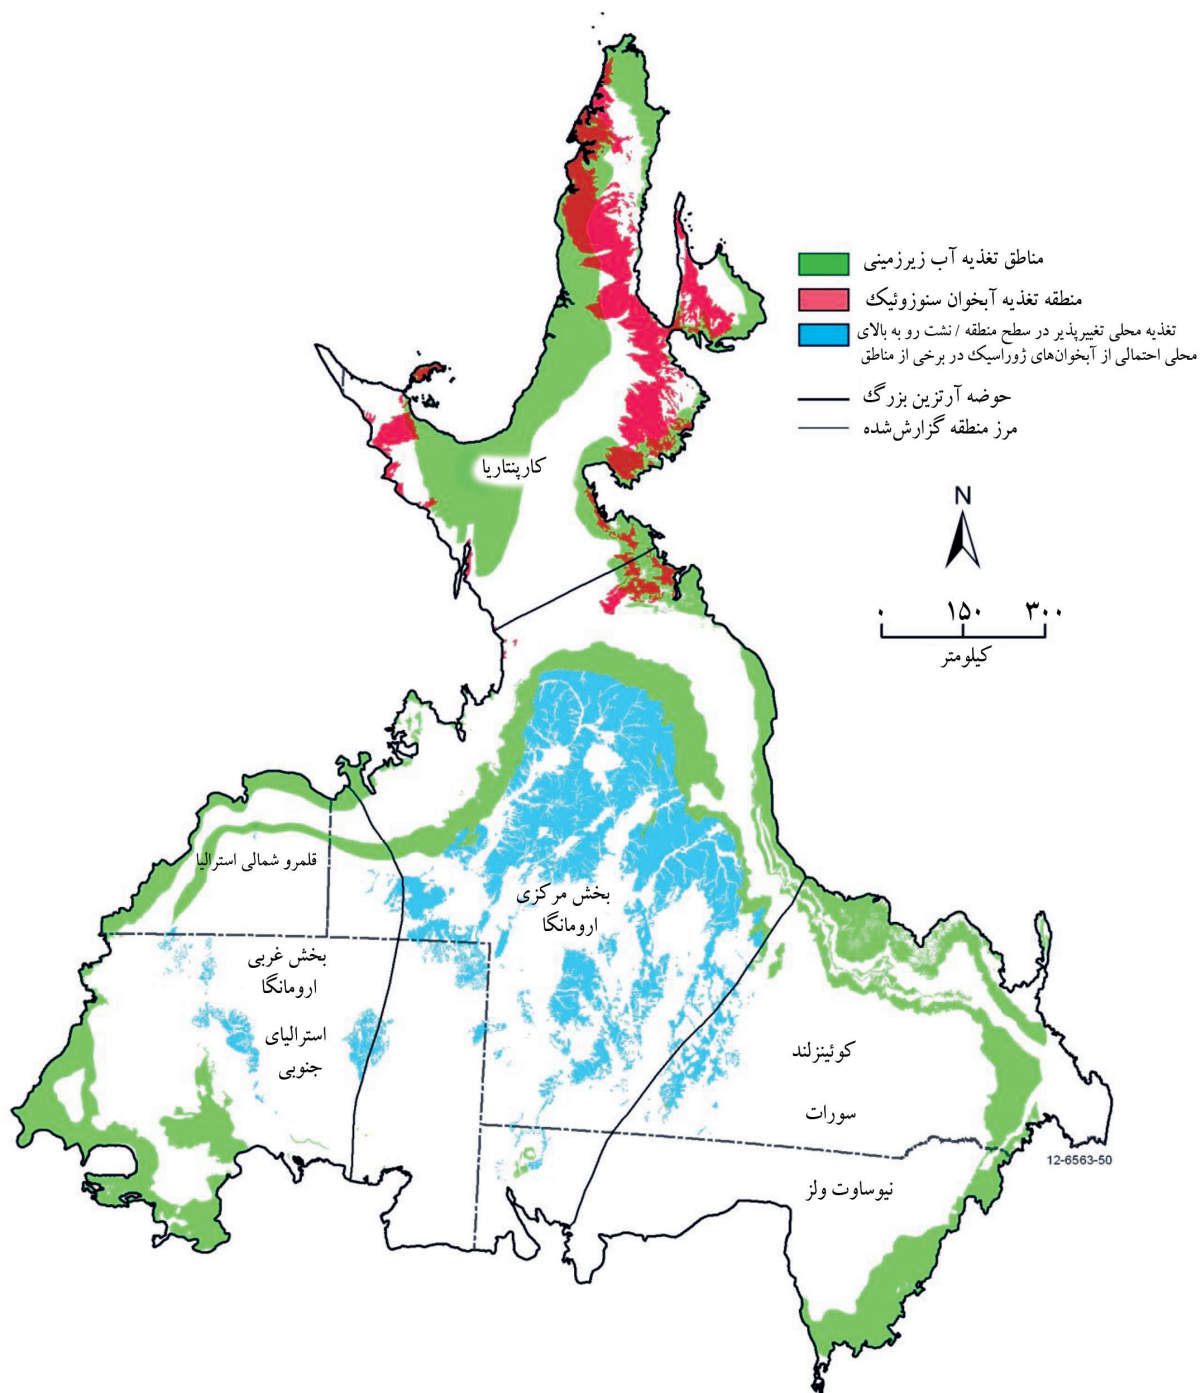 مناطق تغذیه آب زیرزمینی
منطقه تغذیه آبخوان سنوزوئیک
تغذیه محلی تغییرپذیر در سطح منطقه / نشت رو به بالای
محلی احتمالی از آبخوان‌های ژوراسیک در برخی از مناطق
حوضه آرتزین بزرگ
مرز منطقه گزارش‌شده
کارپنتاریا
N
۰ ۱۵۰ ۳۰۰
کیلومتر
قلمرو شمالی استرالیا
بخش مرکزی
ارومانگا
بخش غربی
ارومانگا
استرالیای
جنوبی
کوئینزلند
سورات
12-6563-50
نیوساوت ولز